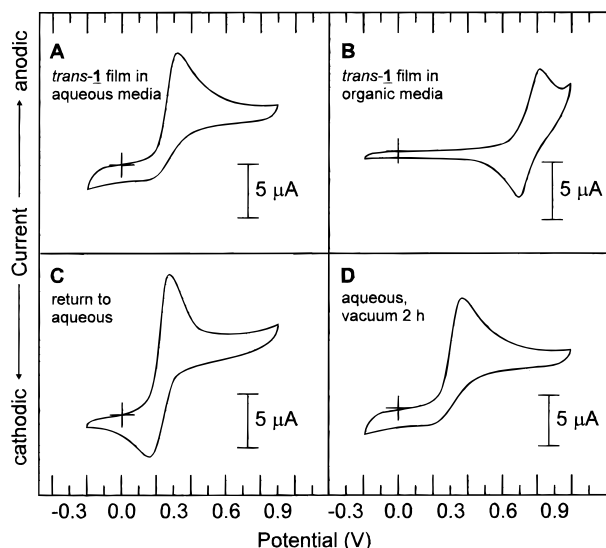 A
trans-1 film in
aqueous media
5 μA
B
trans-1 film in
organic media
5 μA
C
return to
aqueous
5 μA
D
aqueous,
vacuum 2 h
5 μA
cathodic
Current
anodic
-0.3 0.0 0.3 0.6 0.9 -0.3 0.0 0.3 0.6 0.9
Potential (V)